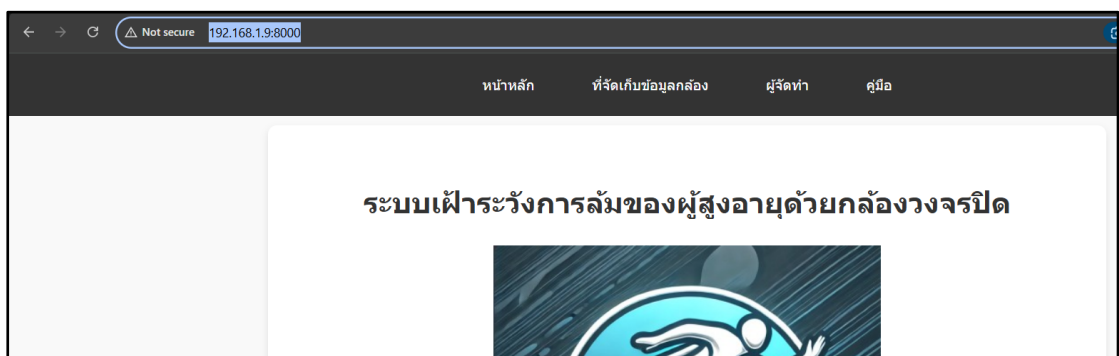 Not secure 192.168.1.9:8000
หน้าหลัก ที่จัดเก็บข้อมูลกล้อง ผู้จัดทำ คู่มือ
ระบบเฝ้าระวังการล้มของผู้สูงอายุด้วยกล้องวงจรปิด